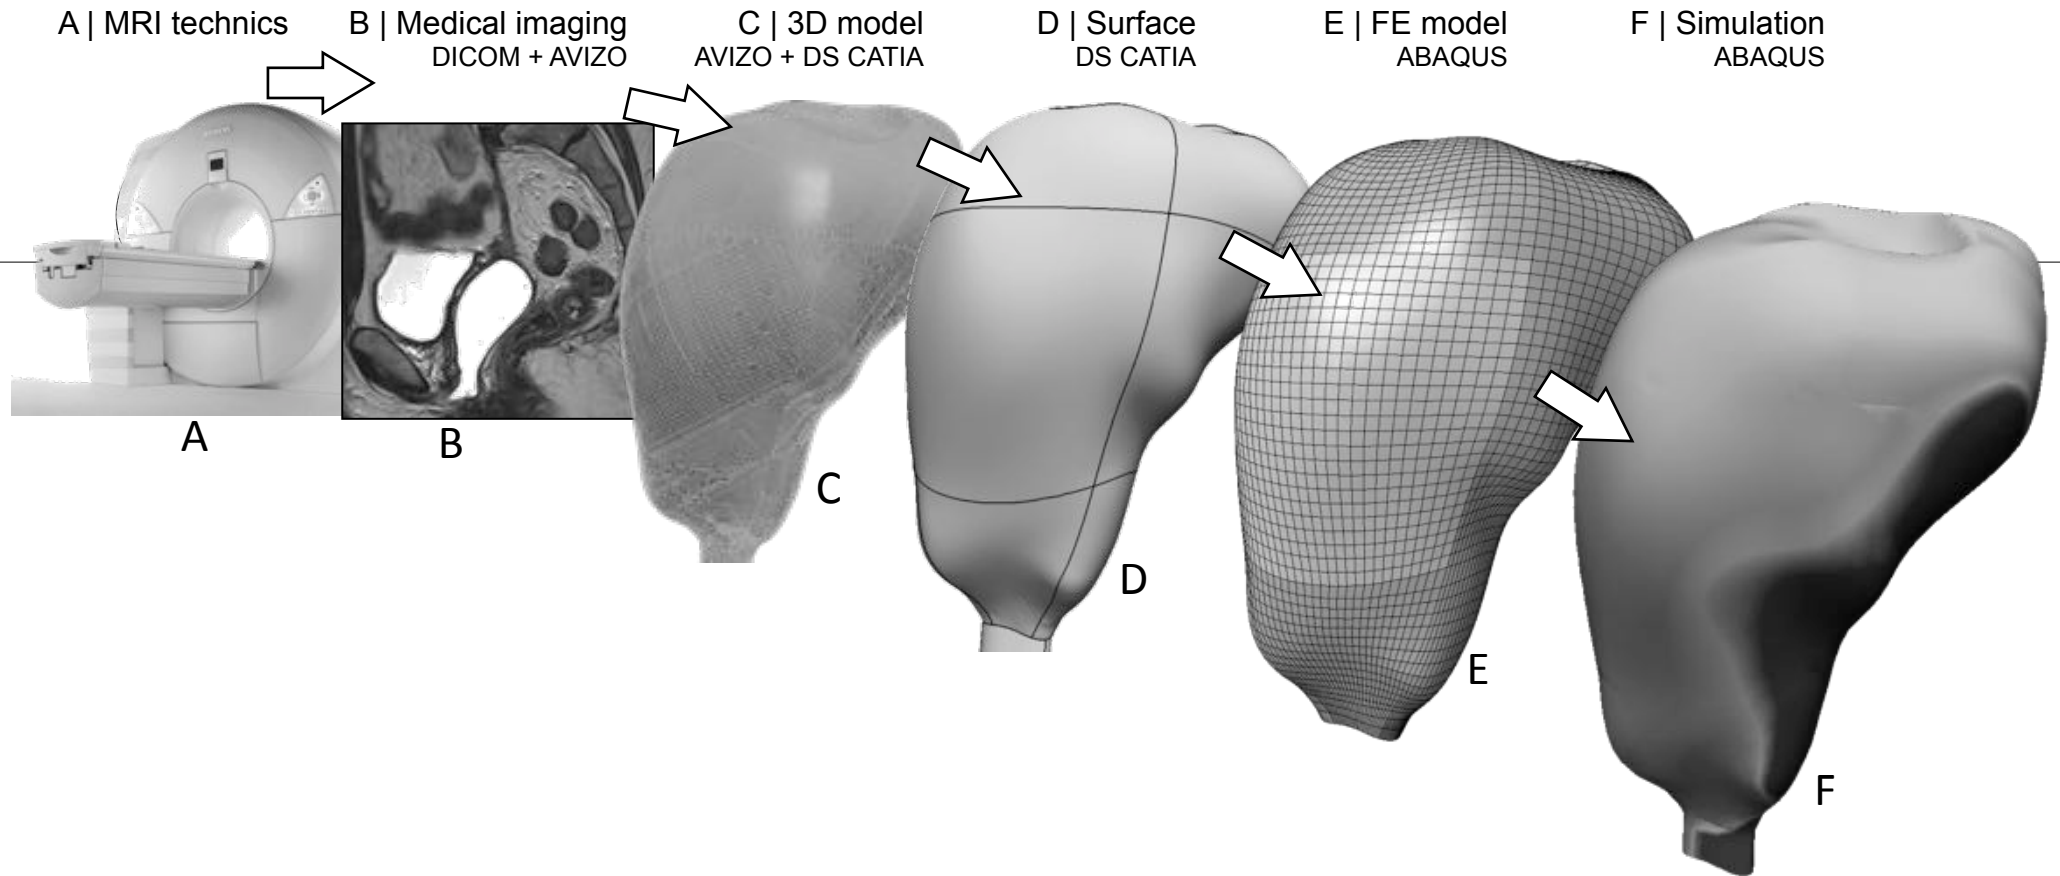 A | MRI technics
B | Medical imaging
DICOM + AVIZO
C | 3D model
AVIZO + DS CATIA
D | Surface
DS CATIA
E | FE model
ABAQUS
F | Simulation
ABAQUS
A
B
C
D
E
F